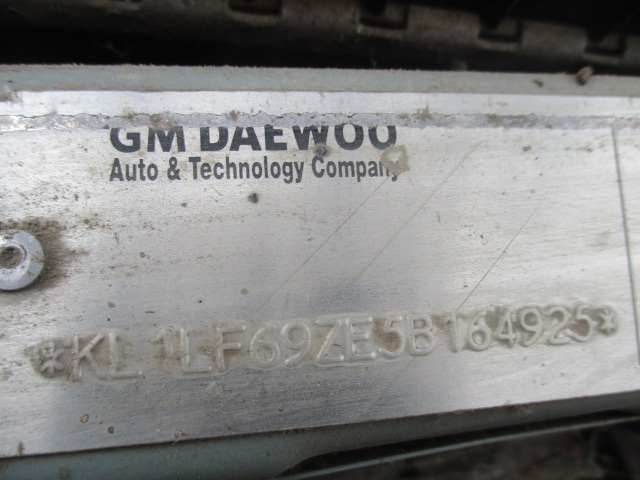 GM DAEWOO
Auto & Technology Company
*KL1LF69ZE5B164925*